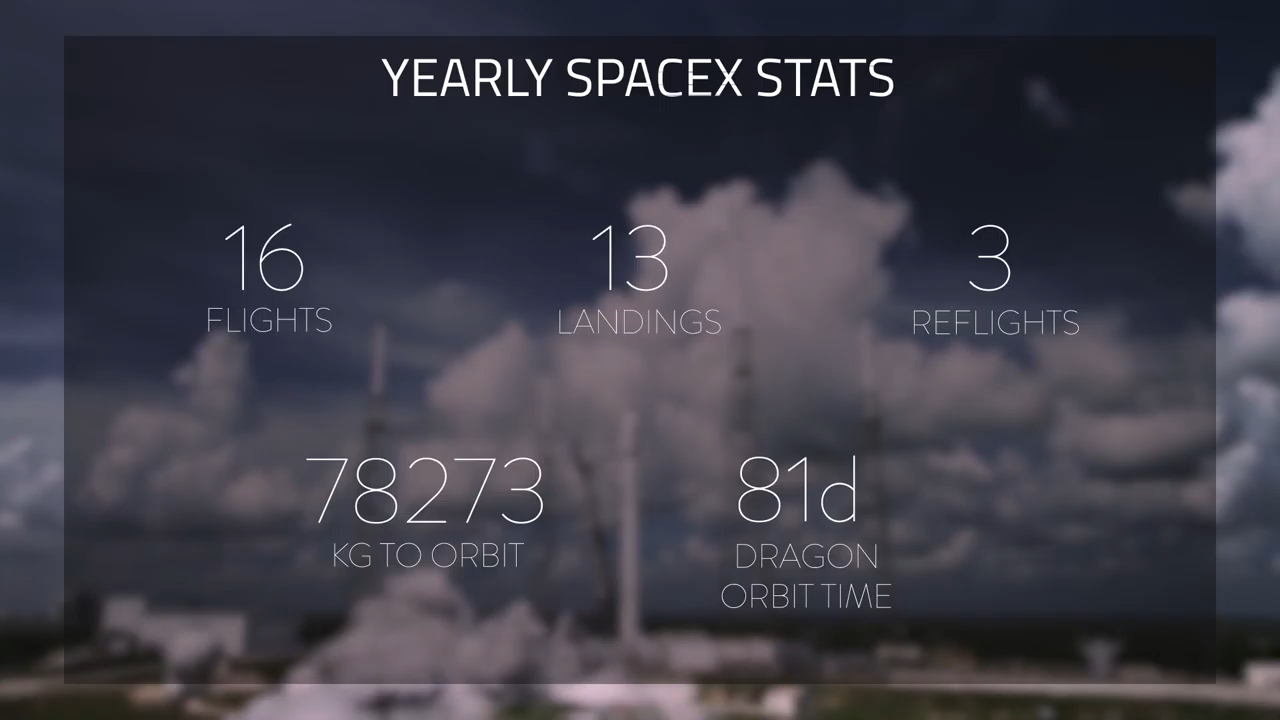 YEARLY SPACEX STATS
16
FLIGHTS
13
LANDINGS
3
REFLIGHTS
78273
KG TO ORBIT
81d
DRAGON
ORBIT TIME